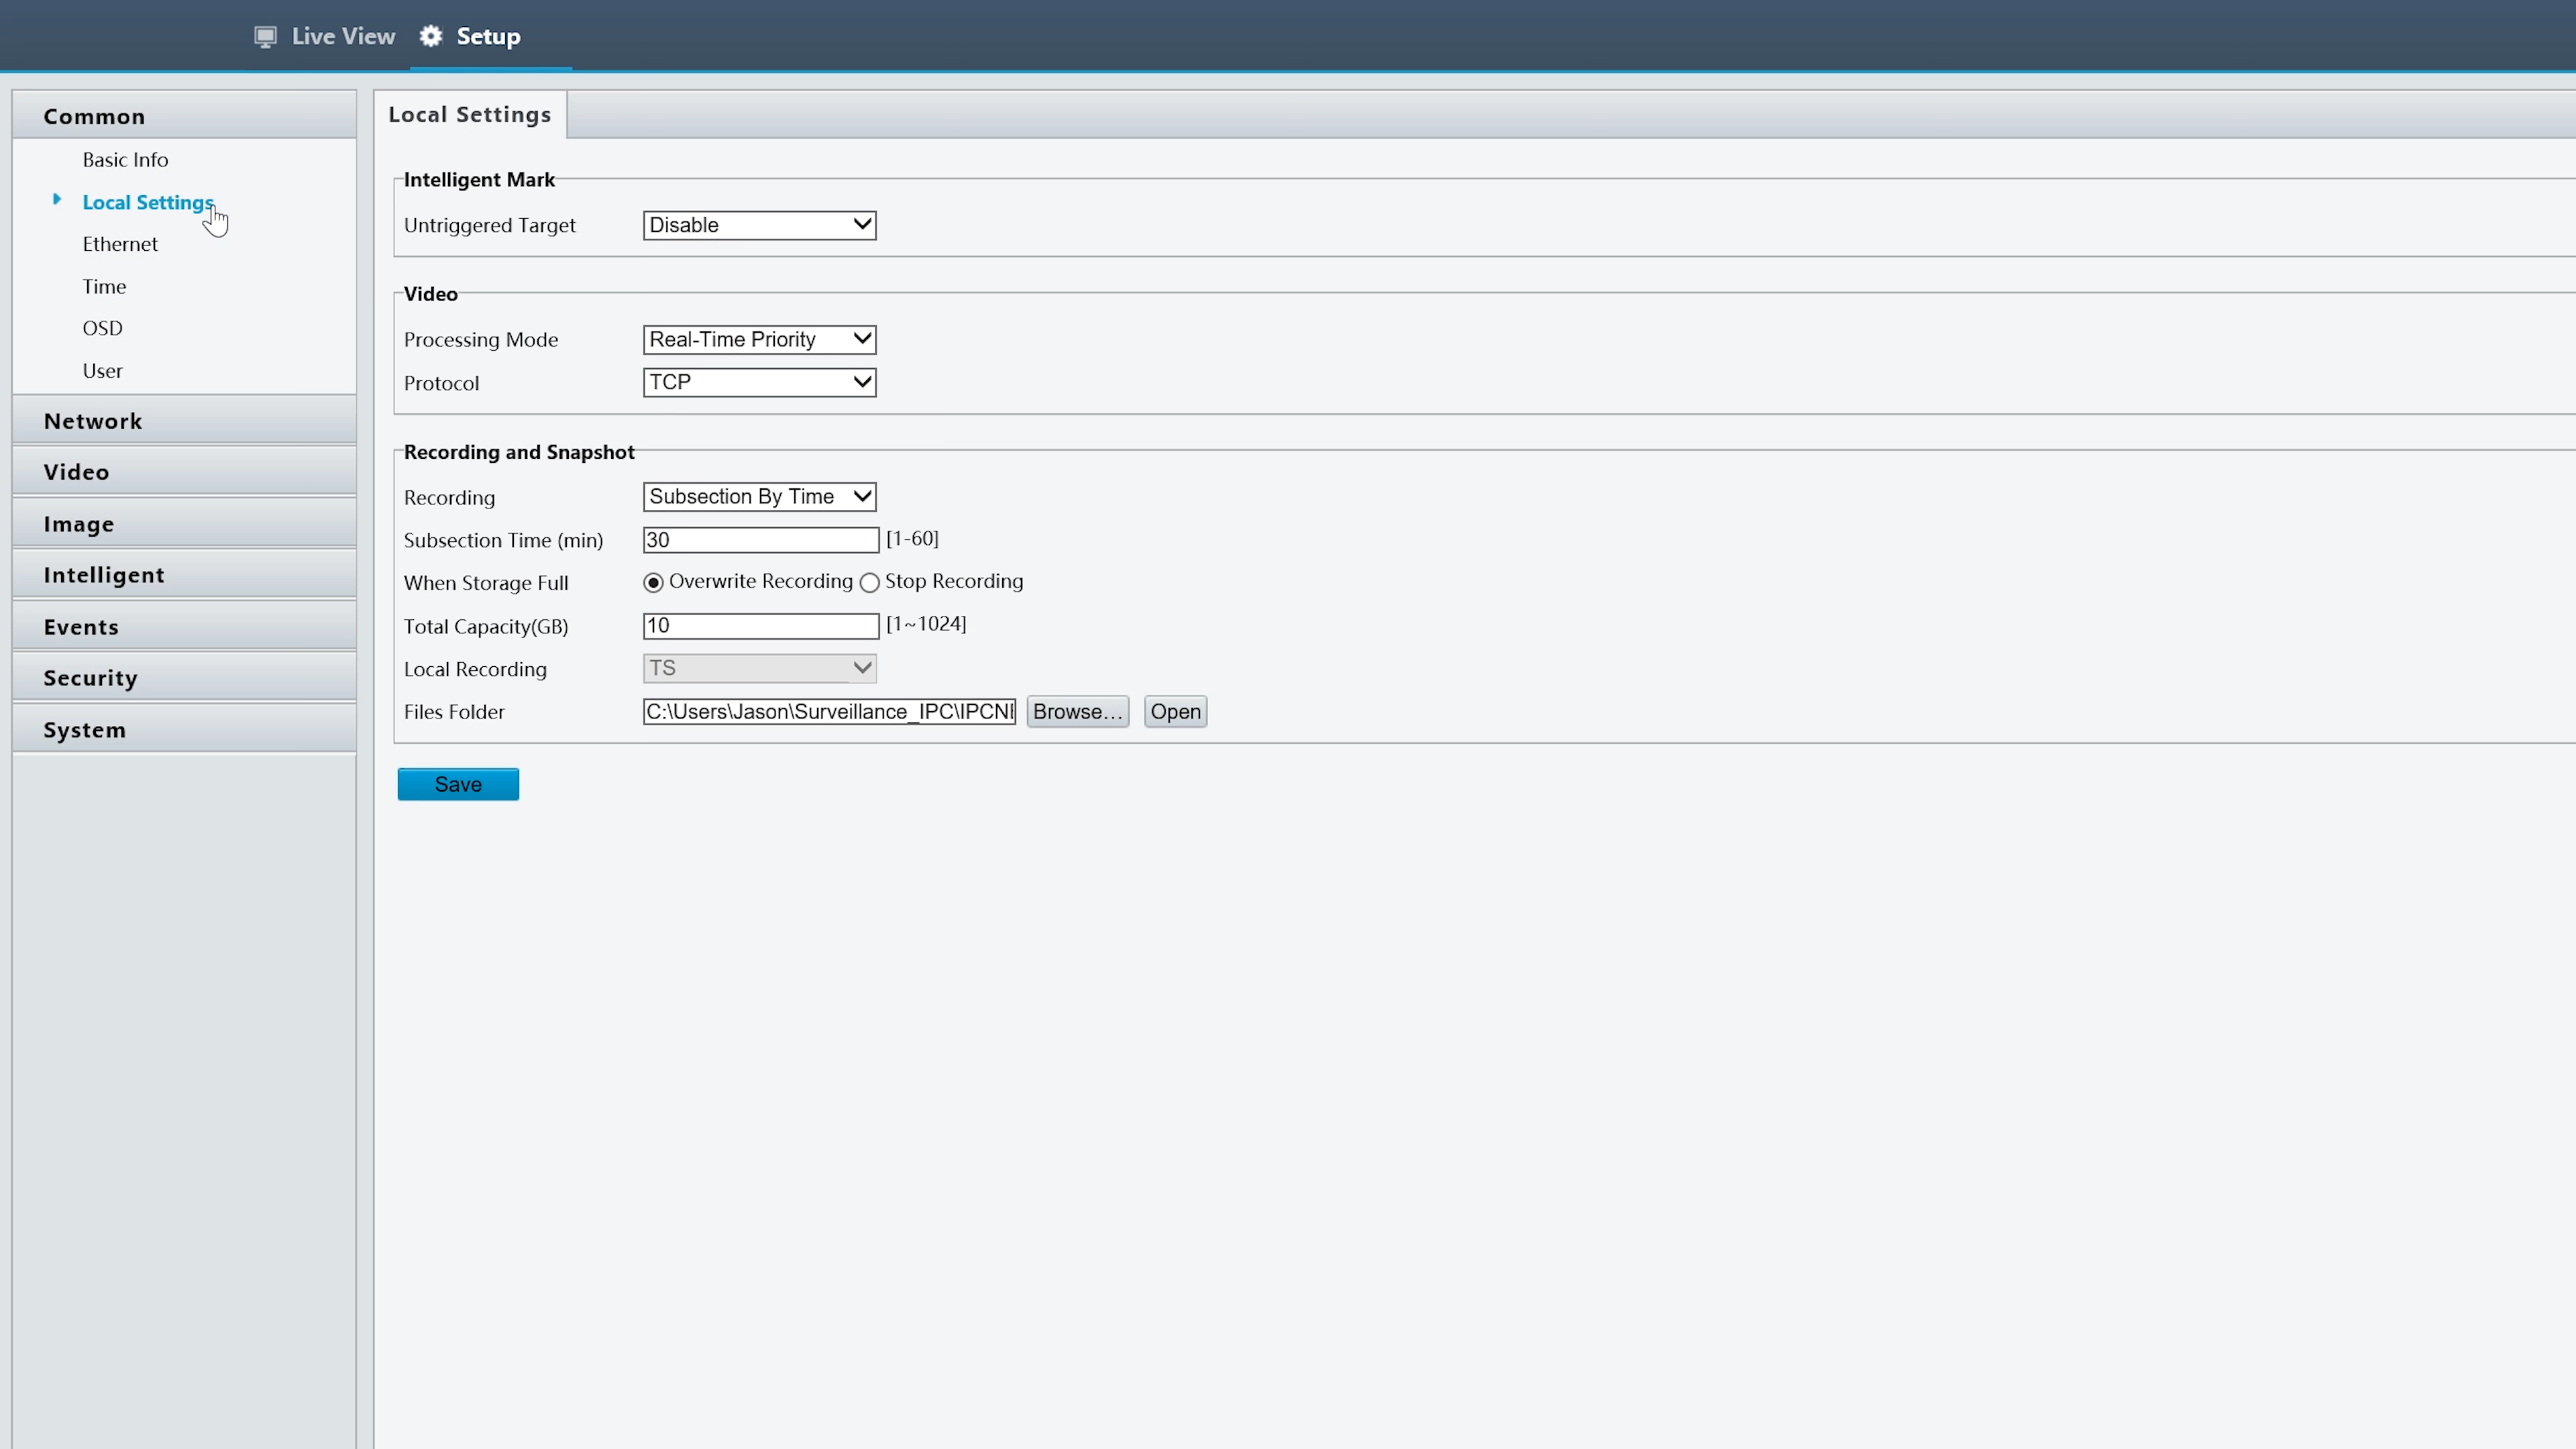 Live View Setup
Common
Basic Info
Local Settings
Ethernet
Time
OSD
User
Network
Video
Image
Intelligent
Events
Security
System
Local Settings
Intelligent Mark
Untriggered Target Disable
Video
Processing Mode Real-Time Priority
Protocol TCP
Recording and Snapshot
Recording Subsection By Time
Subsection Time (min) 30 [1-60]
When Storage Full Overwrite Recording Stop Recording
Total Capacity(GB) 10 [1~1024]
Local Recording TS
Files Folder C:\Users\Jason\Surveillance_IPC\IPCN Browse... Open
Save